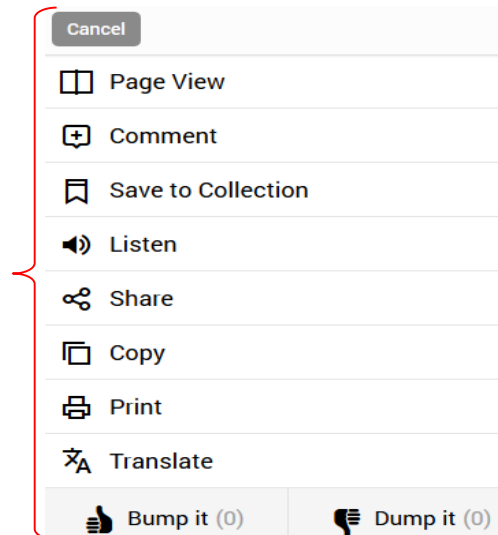 Cancel
Page View
Comment
Save to Collection
Listen
Share
Copy
Print
Translate
Bump it (0) Dump it (0)